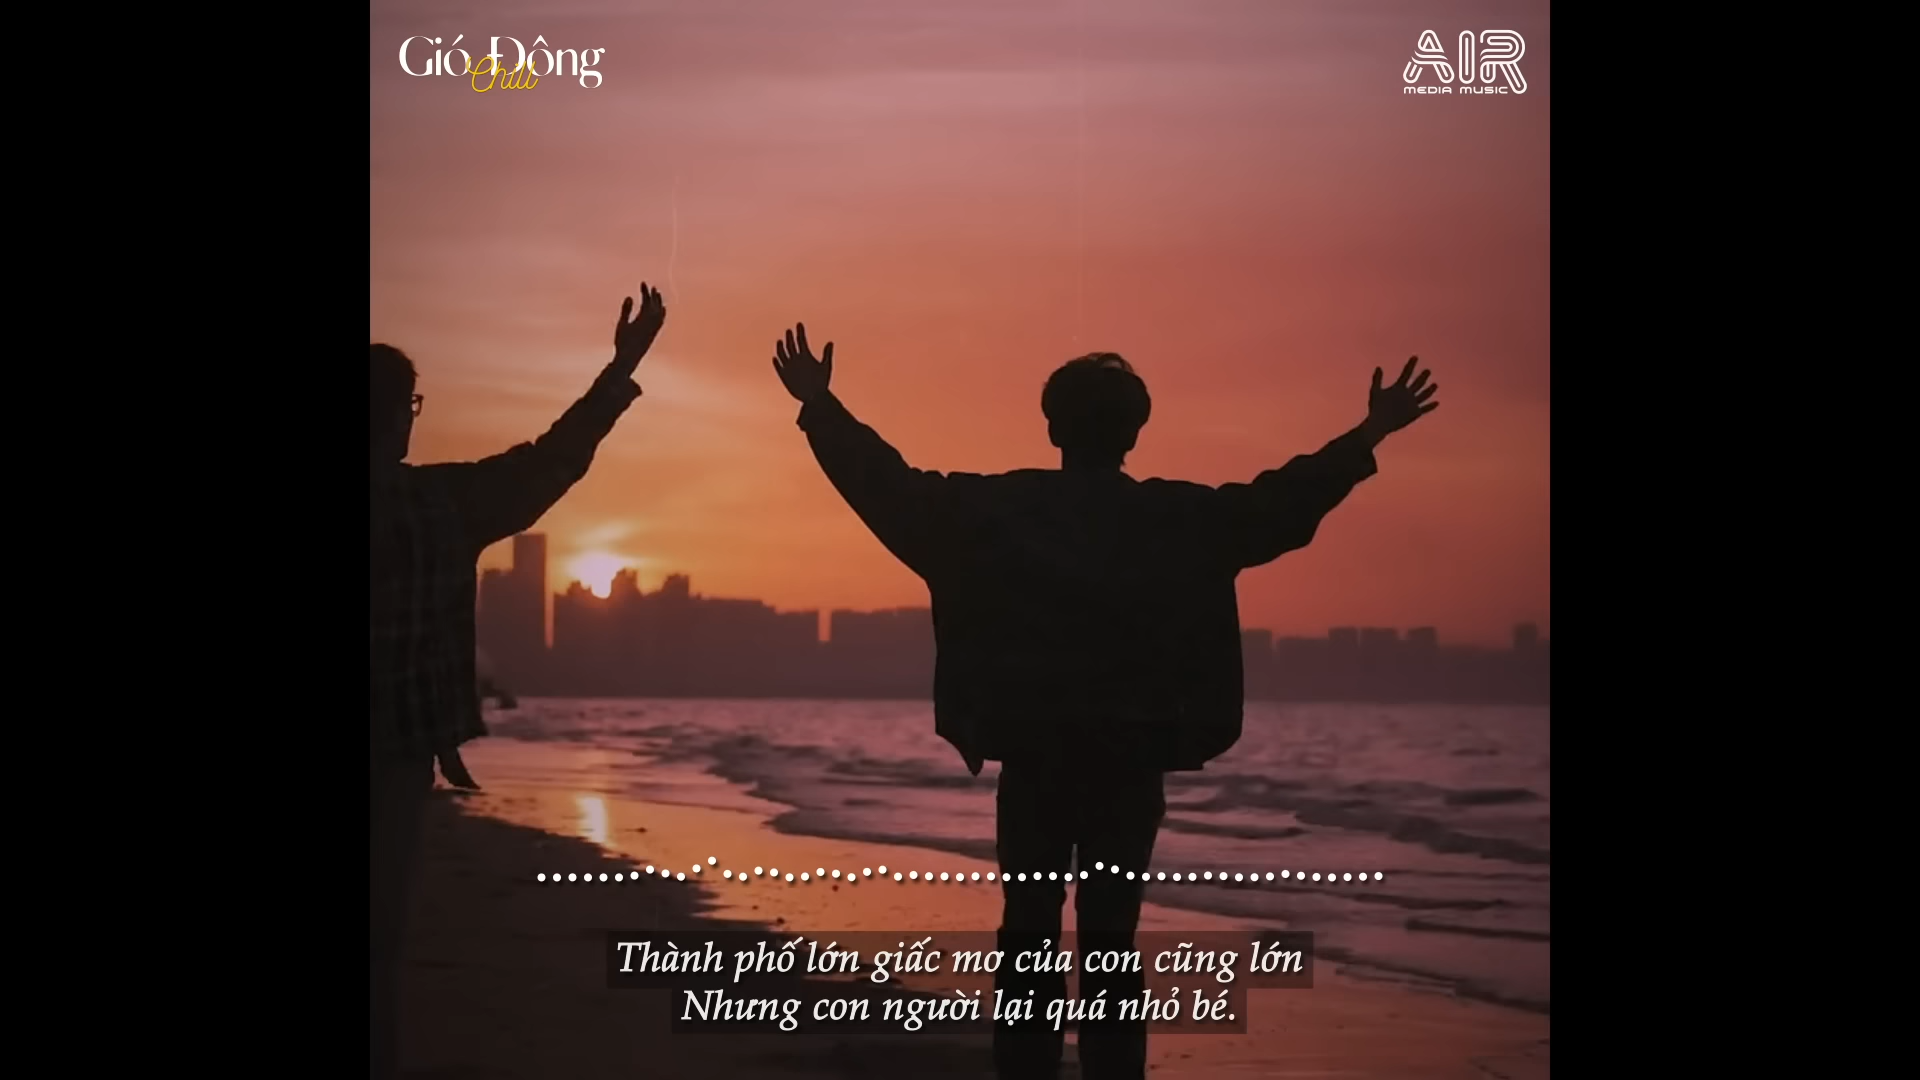 Gió Đông
Chill
AIR
MEDIA MUSIC
Thành phố lớn giấc mơ của con cũng lớn
Nhưng con người lại quá nhỏ bé.